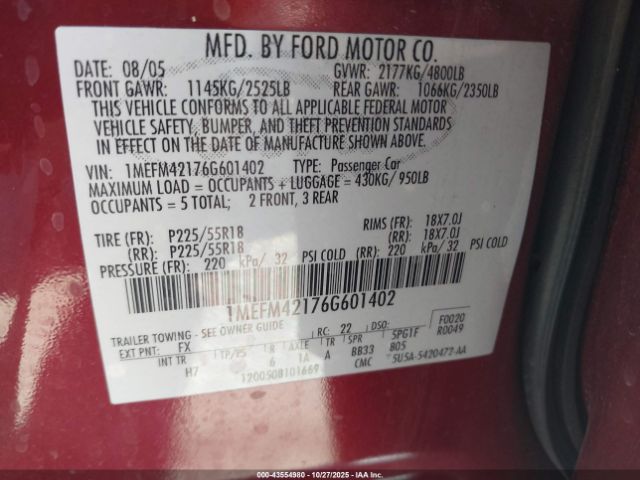 MFD. BY FORD MOTOR CO.
DATE: 08/05 GVWR: 2177KG/4800LB
FRONT GAWR: 1145KG/2525LB REAR GAWR: 1066KG/2350LB
THIS VEHICLE CONFORMS TO ALL APPLICABLE FEDERAL MOTOR
VEHICLE SAFETY, BUMPER, AND THEFT PREVENTION STANDARDS
IN EFFECT ON THE DATE OF MANUFACTURE SHOWN ABOVE.
VIN: 1MEFM42176G601402 TYPE: Passenger Car
MAXIMUM LOAD = OCCUPANTS + LUGGAGE = 430KG/ 950LB
OCCUPANTS = 5 TOTAL; 2 FRONT, 3 REAR
TIRE (FR): P225/55R18 RIMS (FR): 18X7.0J
(RR): P225/55R18 (RR): 18X7.0J
PRESSURE (FR): 220 kPa/ 32 PSI COLD (RR): 220 kPa/ 32 PSI COLD
1MEFM42176G601402
TRAILER TOWING - SEE OWNER GUIDE RC: 22 DSO: F0020
EXT PNT: FX R0049
INT TR TP/PS R AXLE TR SPR 5PG1F
H7 6 1A A BB33 B05
1200508101669 CMC 5U5A-5420472-AA
000-43554980 10/27/2025 IAAI.COM